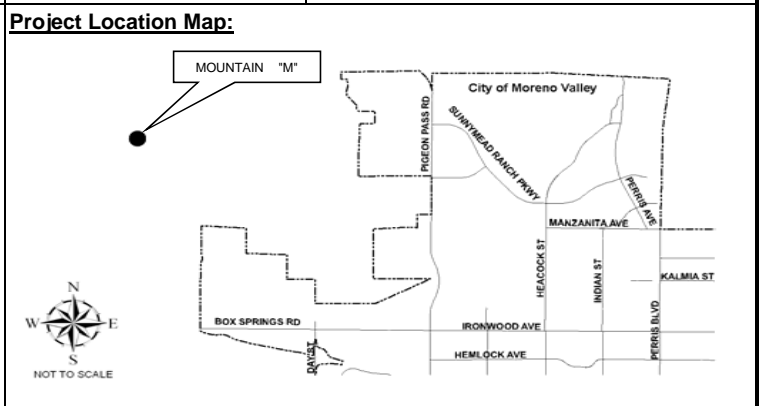 Project Location Map:
MOUNTAIN "M"
City of Moreno Valley
PIGEON PASS RD
SUNNYMEAD RANCH PKWY
PERRIS AVE
MANZANITA AVE
HEACOCK ST
INDIAN ST
KALMIA ST
PERRIS BLVD
N
W E
S
NOT TO SCALE
BOX SPRINGS RD
IRONWOOD AVE
DAY ST
HEMLOCK AVE